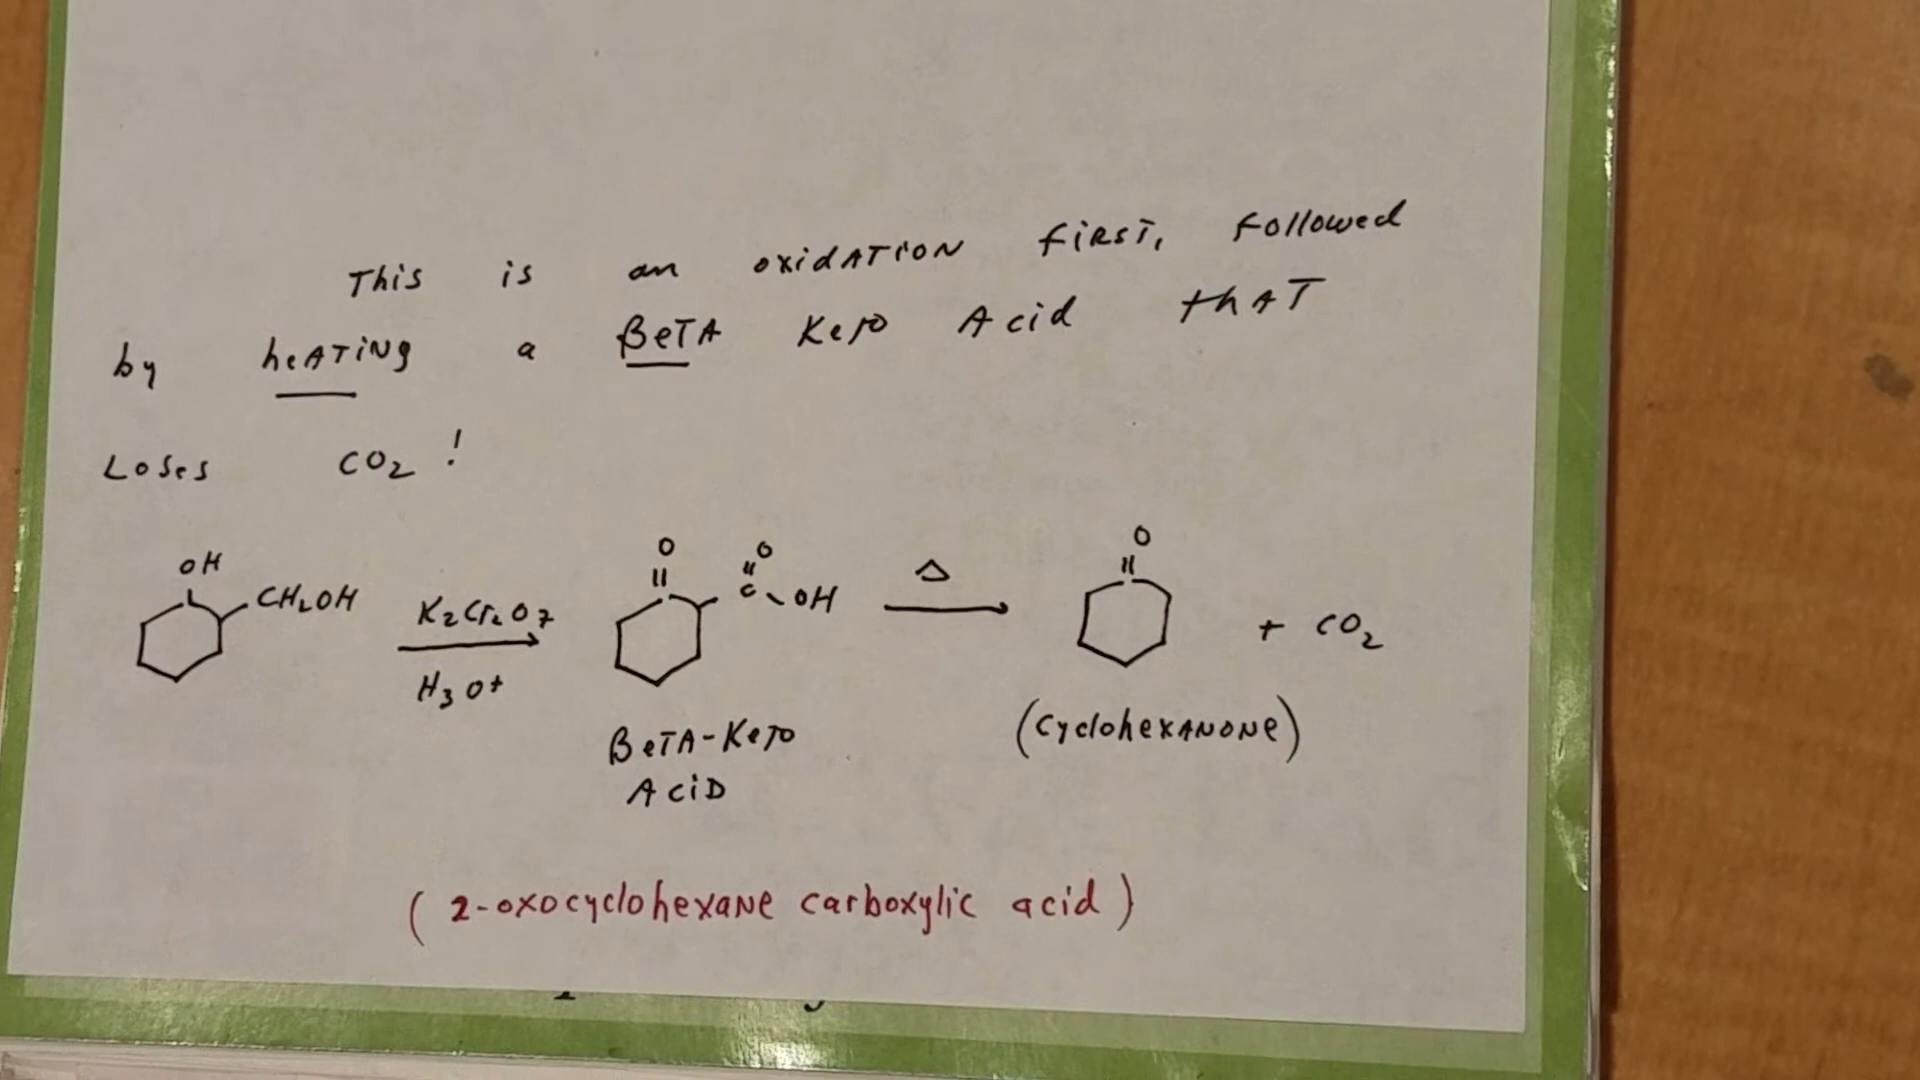 This is an oxidATION first, followed
by heATiNg a BeTA Keto Acid thAT
Loses CO2 !
OH
CH2OH
K2Cr2O7
H3O+
O
O
C
OH
Δ
O
+ CO2
BeTA-Keto
AciD
(CyclohexANONe)
(2-oxocyclohexane carboxylic acid)